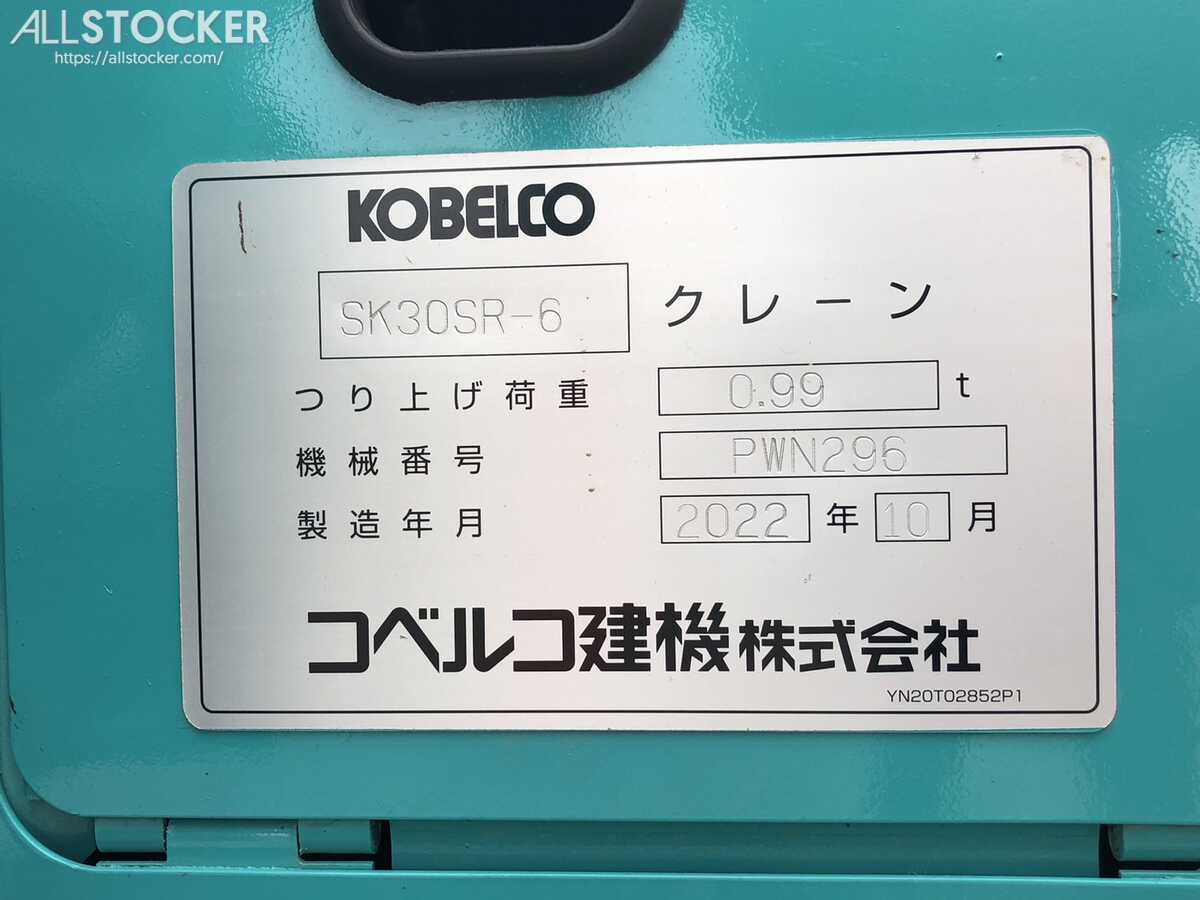 ALLSTOCKER
https://allstocker.com/
KOBELCO
SK30SR-6 クレーン
つり上げ荷重 0.99 t
機械番号 PWN296
製造年月 2022 年 10 月
コベルコ建機株式会社
YN20T02852P1